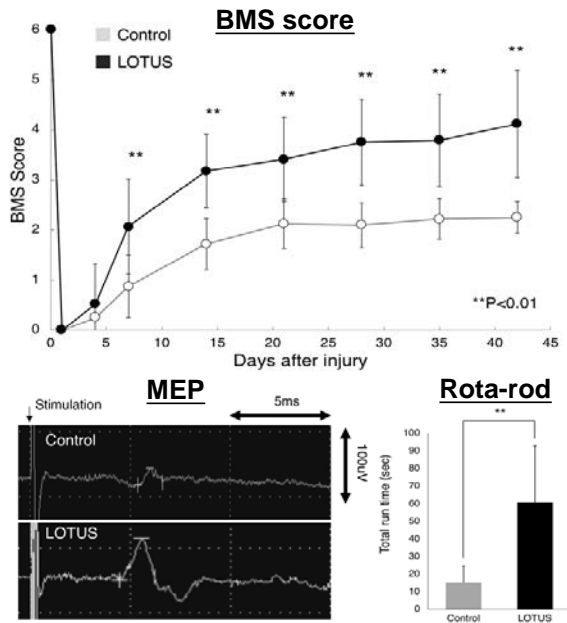 BMS score
Control
LOTUS
BMS Score
6
5
4
3
2
1
0
**
**
**
**
**
**
**P<0.01
0 5 10 15 20 25 30 35 40 45
Days after injury
MEP
Stimulation
5ms
Control
100uV
LOTUS
Rota-rod
**
Total run time (sec)
100
90
80
70
60
50
40
30
20
10
0
Control LOTUS